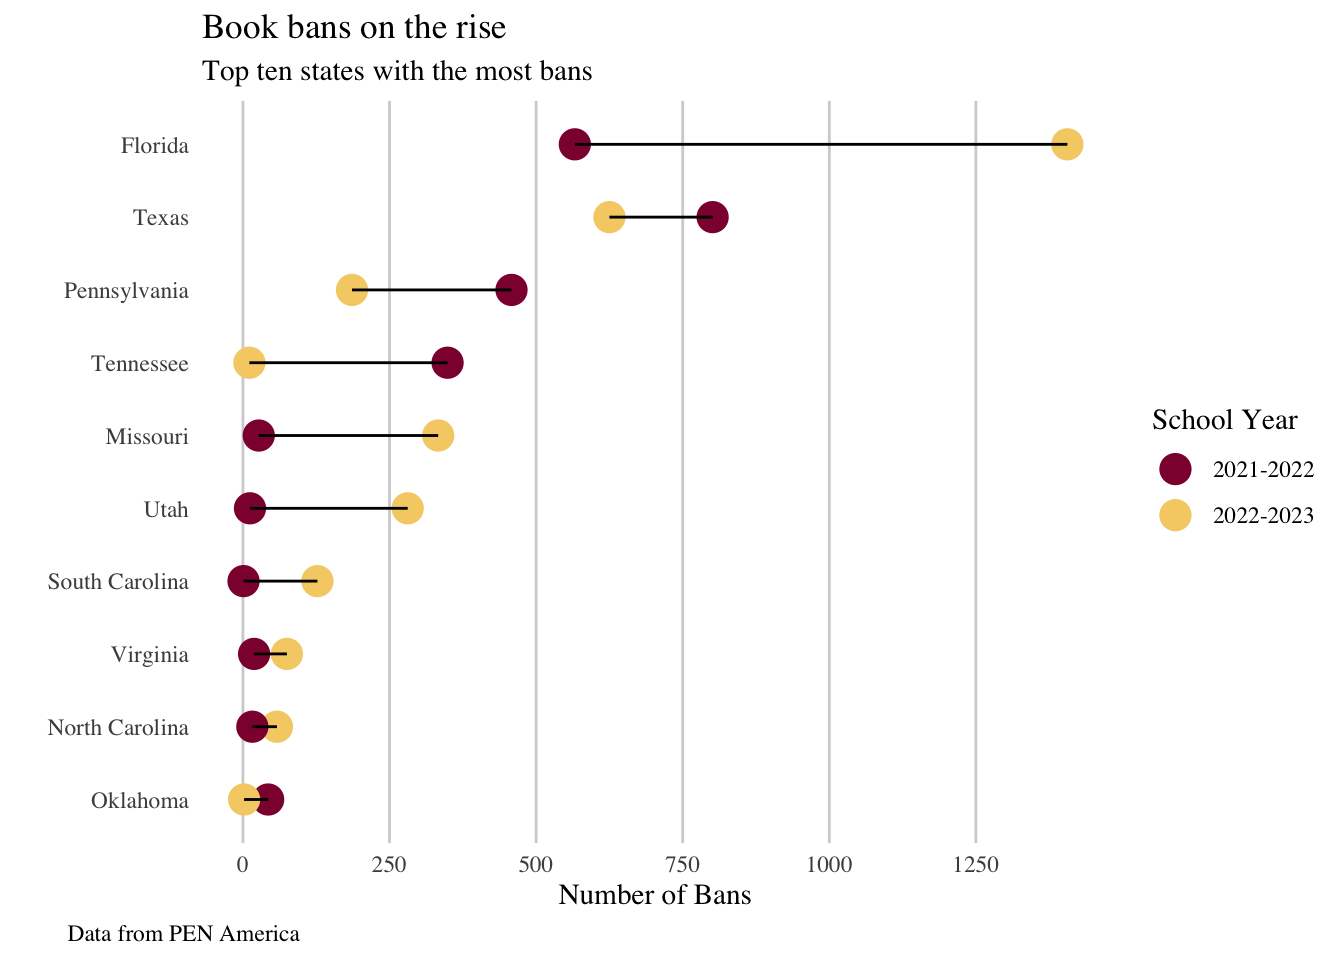 Book bans on the rise
Top ten states with the most bans
Florida
Texas
Pennsylvania
Tennessee
Missouri
Utah
South Carolina
Virginia
North Carolina
Oklahoma
0 250 500 750 1000 1250
Number of Bans
School Year
2021-2022
2022-2023
Data from PEN America